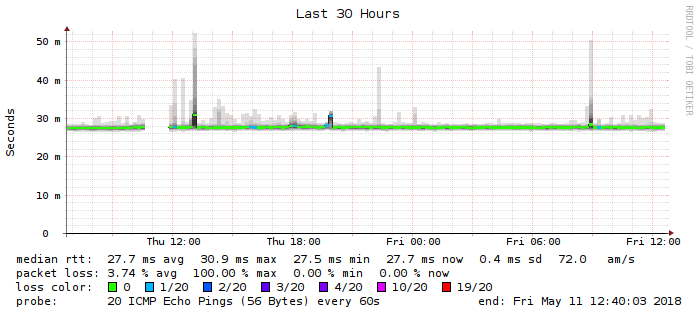 Last 30 Hours
RRDTOOL / TOBI OETIKER
Seconds
50 m
40 m
30 m
20 m
10 m
0
Thu 12:00 Thu 18:00 Fri 00:00 Fri 06:00 Fri 12:00
median rtt: 27.7 ms avg 30.9 ms max 27.5 ms min 27.7 ms now 0.4 ms sd 72.0 am/s
packet loss: 3.74 % avg 100.00 % max 0.00 % min 0.00 % now
loss color: 0 1/20 2/20 3/20 4/20 10/20 19/20
probe: 20 ICMP Echo Pings (56 Bytes) every 60s end: Fri May 11 12:40:03 2018